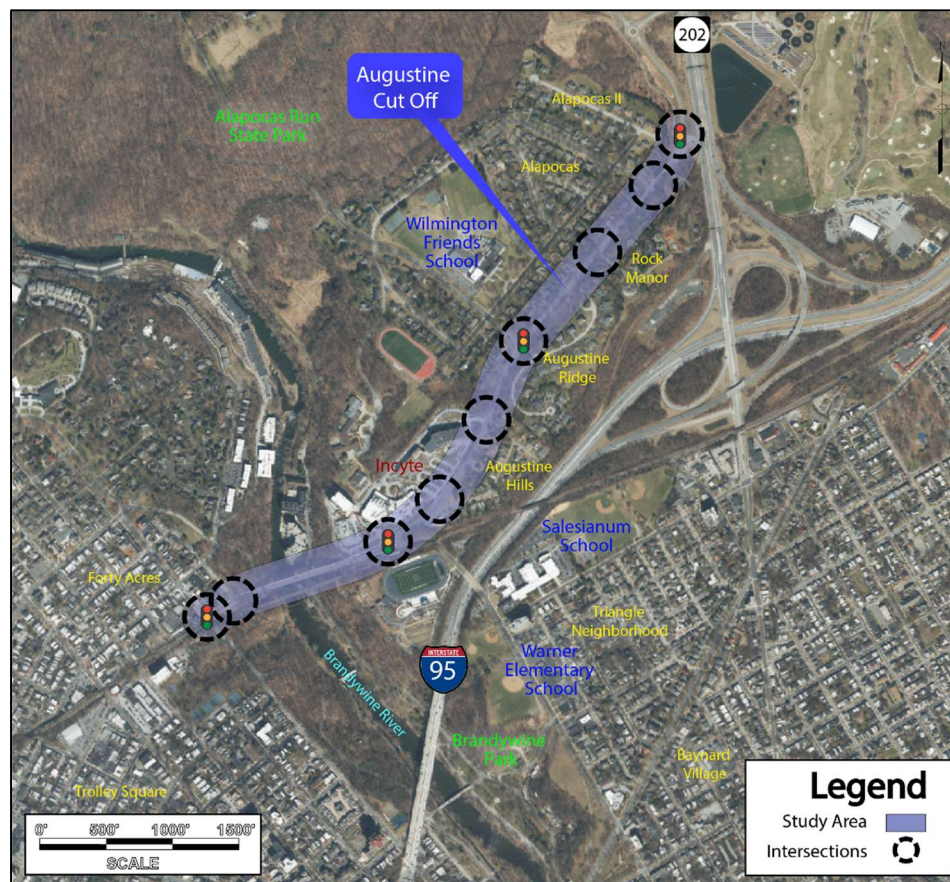 202
Augustine
Cut Off
Alapocas II
Alapocas Run
State Park
Alapocas
Wilmington
Friends
School
Rock
Manor
Augustine
Ridge
Incyte
Augustine
Hills
Salesianum
School
Forty Acres
Triangle
Neighborhood
Warner
Elementary
School
INTERSTATE
95
Brandywine River
Brandywine
Park
Baynard
Village
Trolley Square
0' 500' 1000' 1500'
SCALE
Legend
Study Area
Intersections